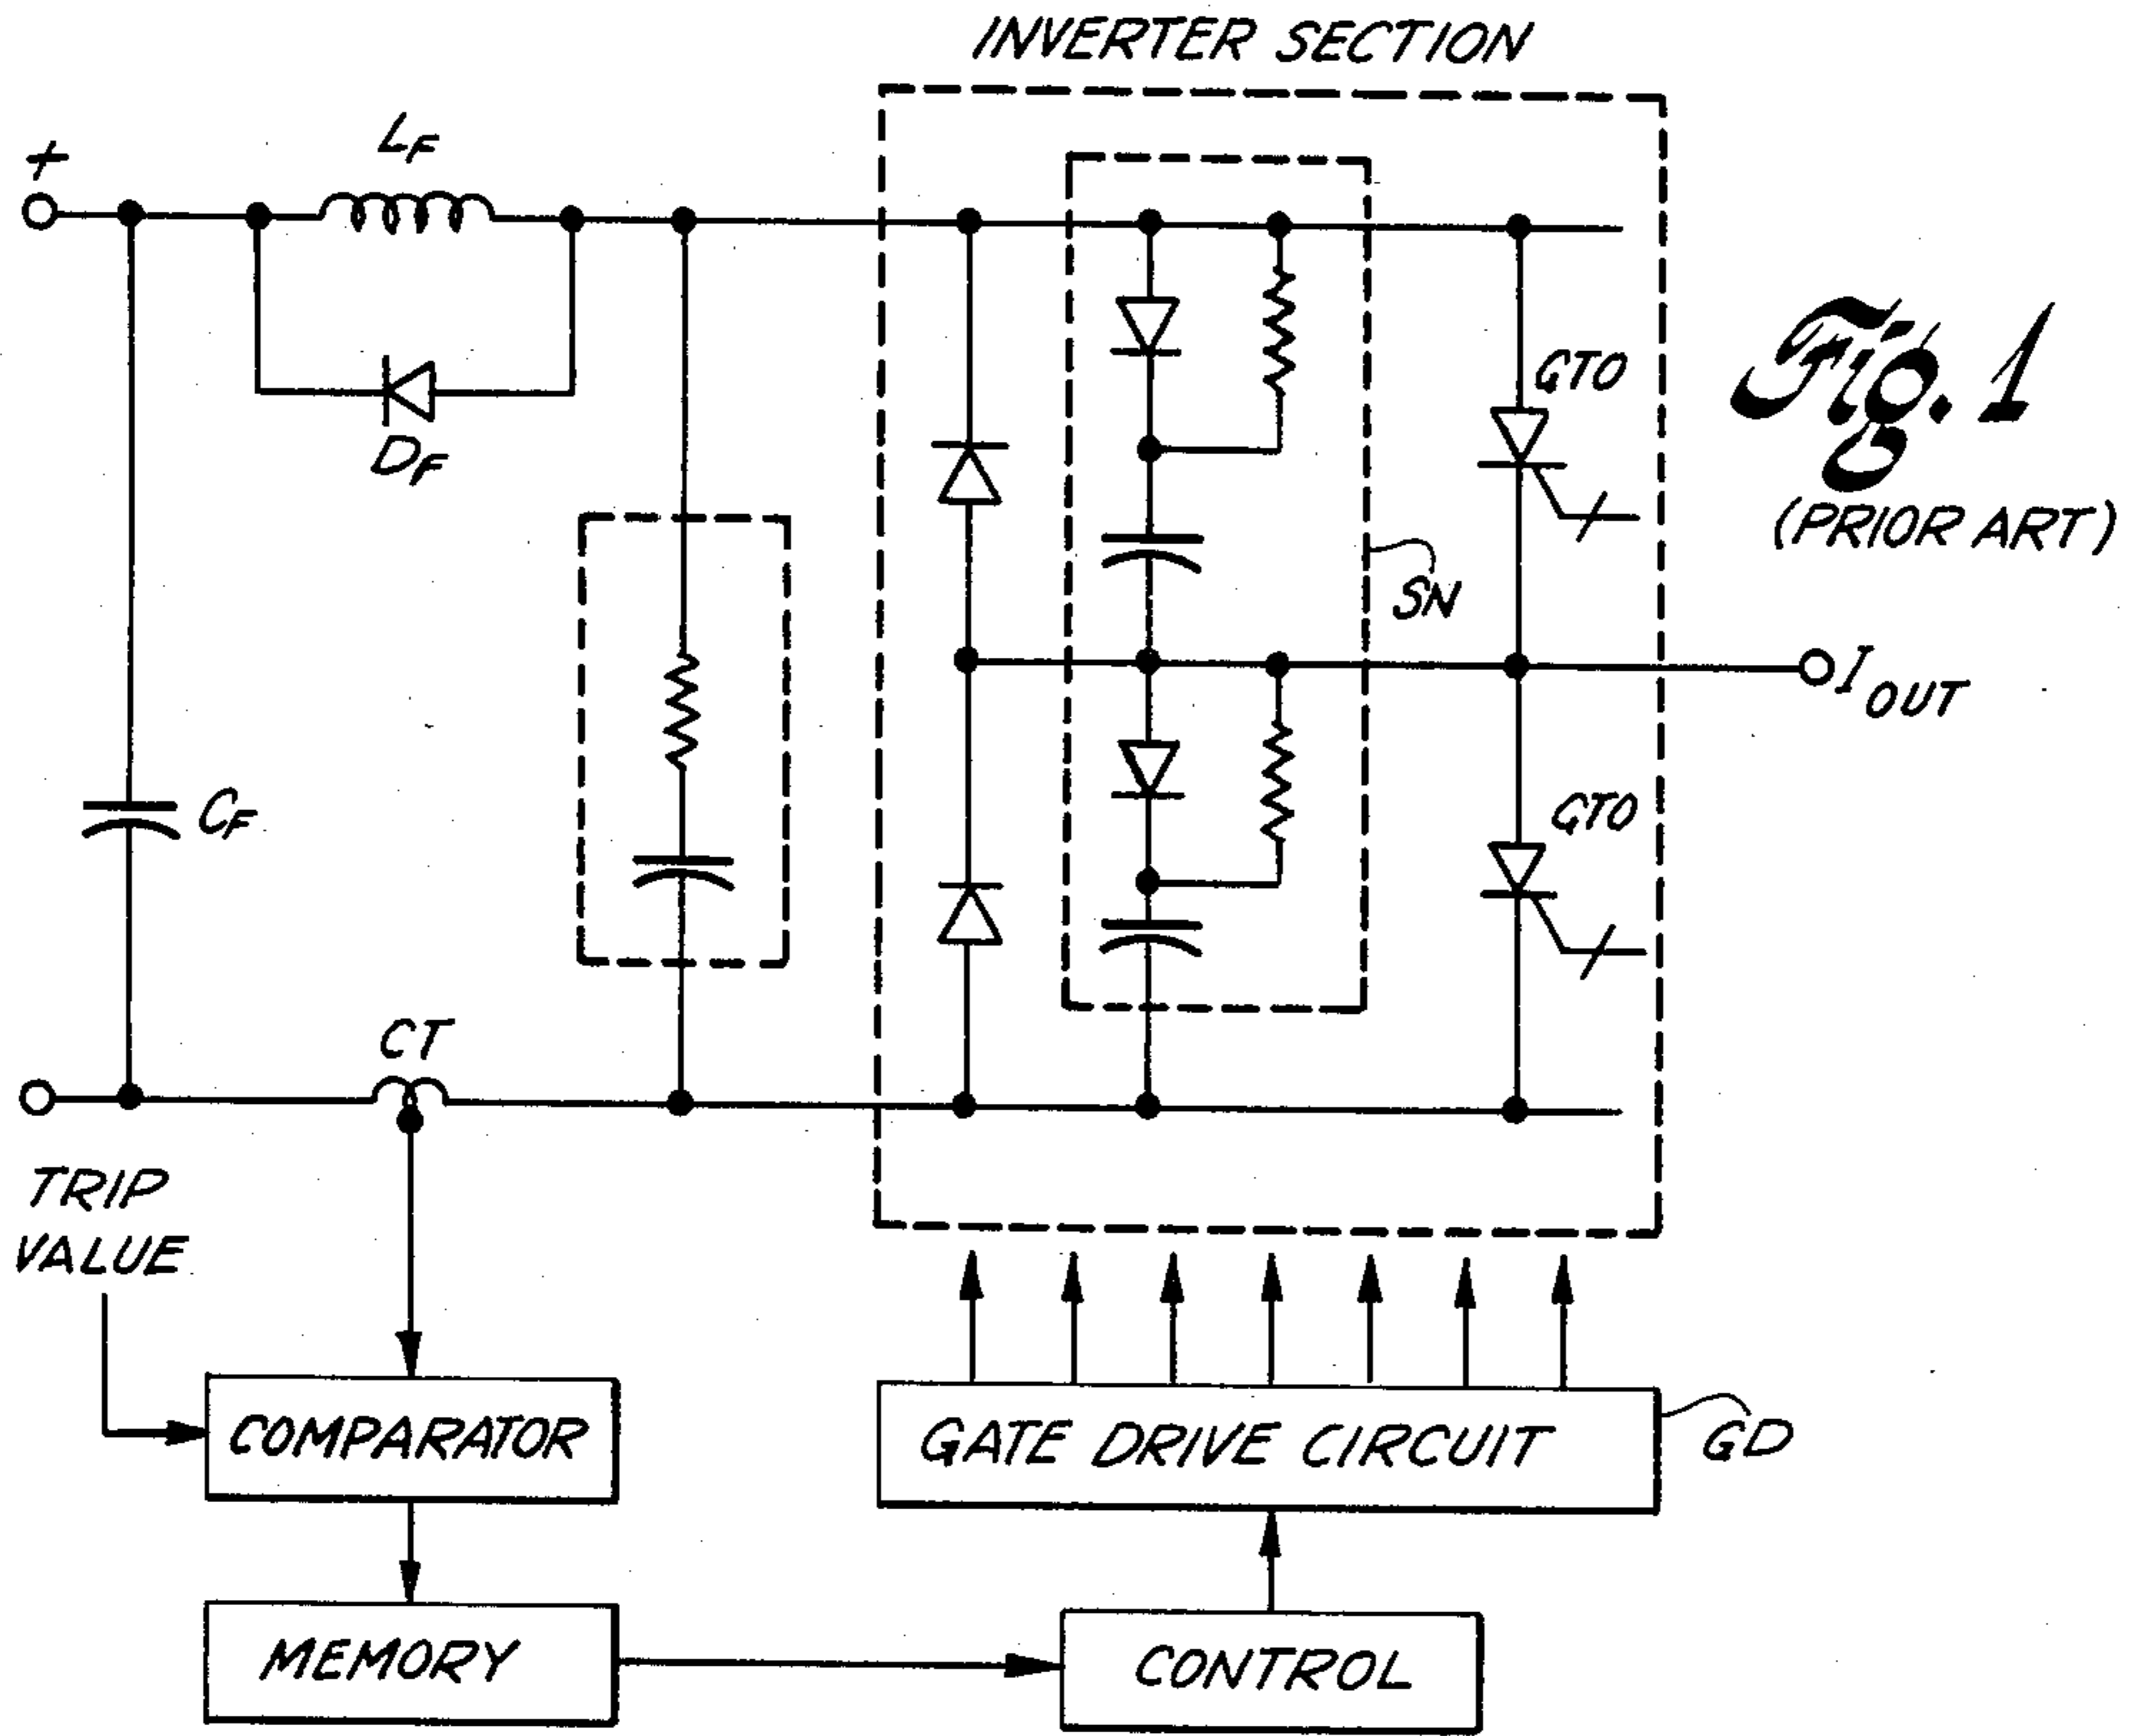 INVERTER SECTION
+
LF
DF
GTO
Fig. 1
(PRIOR ART)
SN
IOUT
CF
GTO
CT
TRIP
VALUE
COMPARATOR
GATE DRIVE CIRCUIT
GD
MEMORY
CONTROL